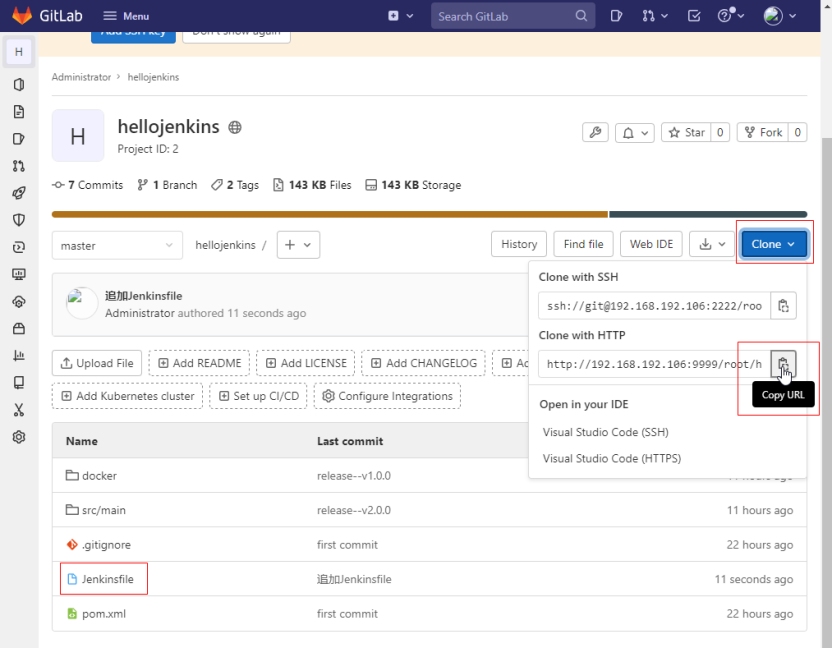 GitLab Menu Search GitLab
Add SSH key Don't show again
H
Administrator > hellojenkins
H
hellojenkins
Project ID: 2
Star 0 Fork 0
7 Commits 1 Branch 2 Tags 143 KB Files 143 KB Storage
master hellojenkins / + History Find file Web IDE Clone
Clone with SSH
ssh://git@192.168.192.106:2222/roo
Clone with HTTP
http://192.168.192.106:9999/root/h
Copy URL
Open in your IDE
Visual Studio Code (SSH)
Visual Studio Code (HTTPS)
追加Jenkinsfile
Administrator authored 11 seconds ago
Upload File Add README Add LICENSE Add CHANGELOG
Add Kubernetes cluster Set up CI/CD Configure Integrations
Name Last commit
docker release--v1.0.0
src/main release--v2.0.0 11 hours ago
.gitignore first commit 22 hours ago
Jenkinsfile 追加Jenkinsfile 11 seconds ago
pom.xml first commit 22 hours ago